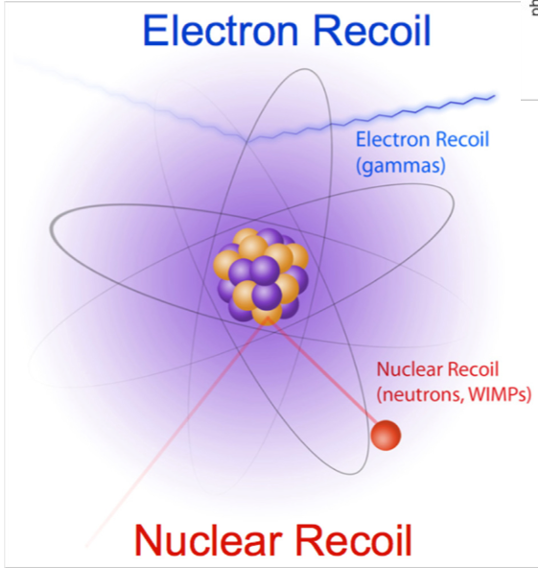 Electron Recoil
Electron Recoil
(gammas)
Nuclear Recoil
(neutrons, WIMPs)
Nuclear Recoil